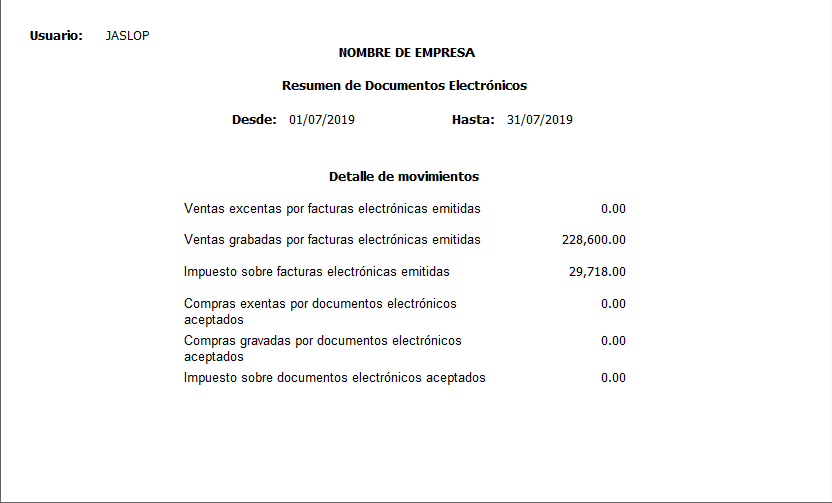 Usuario: JASLOP
NOMBRE DE EMPRESA
Resumen de Documentos Electrónicos
Desde: 01/07/2019 Hasta: 31/07/2019
Detalle de movimientos
Ventas excentas por facturas electrónicas emitidas 0.00
Ventas grabadas por facturas electrónicas emitidas 228,600.00
Impuesto sobre facturas electrónicas emitidas 29,718.00
Compras exentas por documentos electrónicos 0.00
aceptados
Compras gravadas por documentos electrónicos 0.00
aceptados
Impuesto sobre documentos electrónicos aceptados 0.00